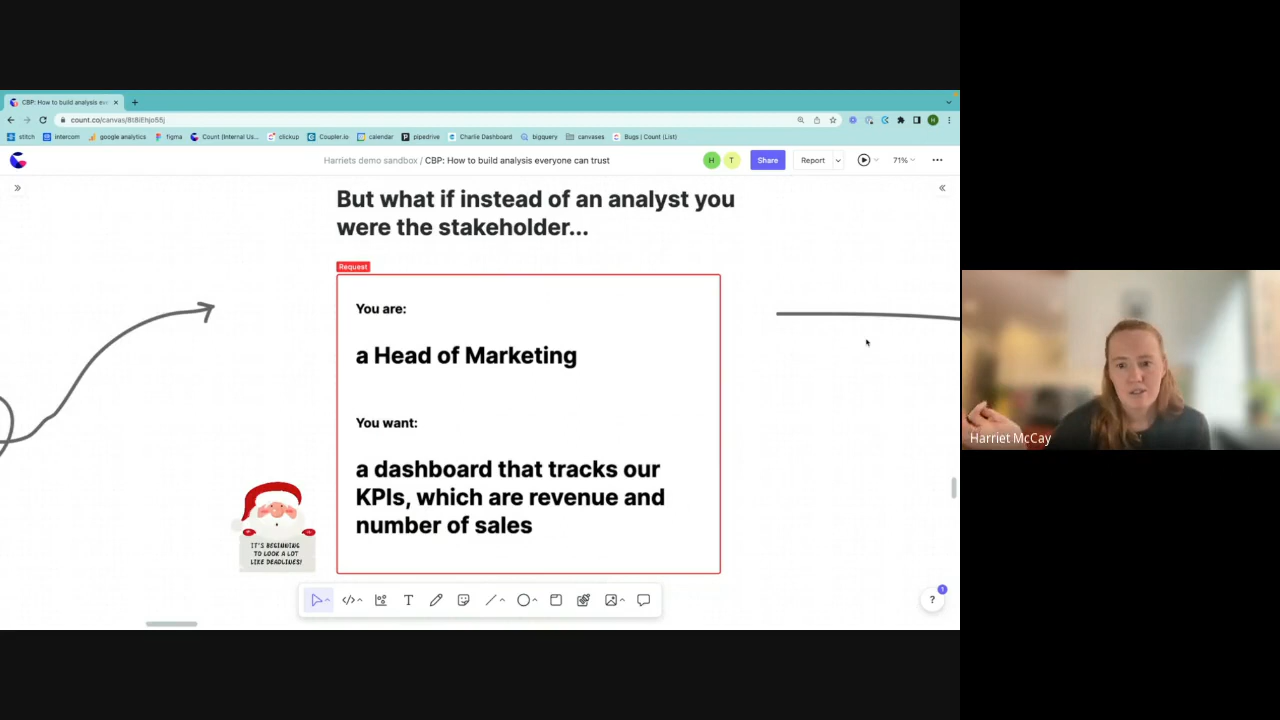 CBP: How to build analysis eve
count.co/canvas/8t8iEhjo55j
stitch
intercom
google analytics
figma
Count (Internal Us...
clickup
Coupler.io
calendar
pipedrive
Charlie Dashboard
bigquery
canvases
Bugs | Count (List)
Harriets demo sandbox / CBP: How to build analysis everyone can trust
H
T
Share
Report
71%
But what if instead of an analyst you
were the stakeholder...
Request
You are:
a Head of Marketing
You want:
a dashboard that tracks our
KPIs, which are revenue and
number of sales
IT'S BEGINNING
TO LOOK A LOT
LIKE DEADLINES!
T
?
1
Harriet McCay